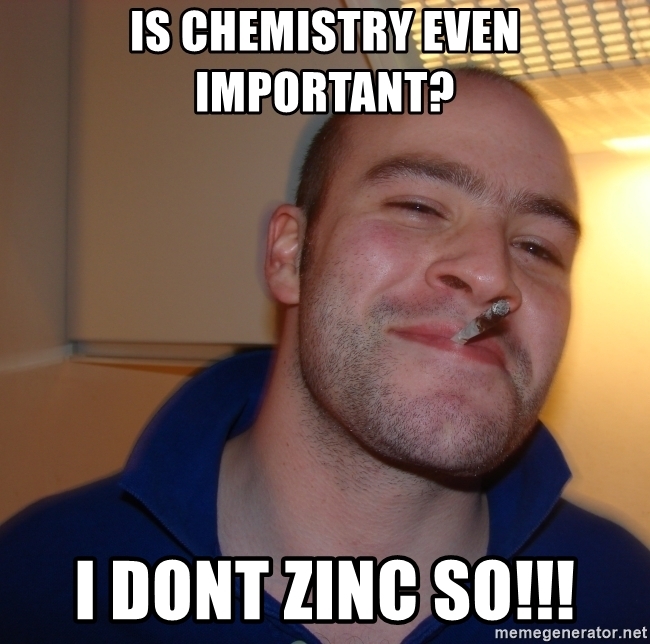 IS CHEMISTRY EVEN
IMPORTANT?
I DONT ZINC SO!!!
memegenerator.net